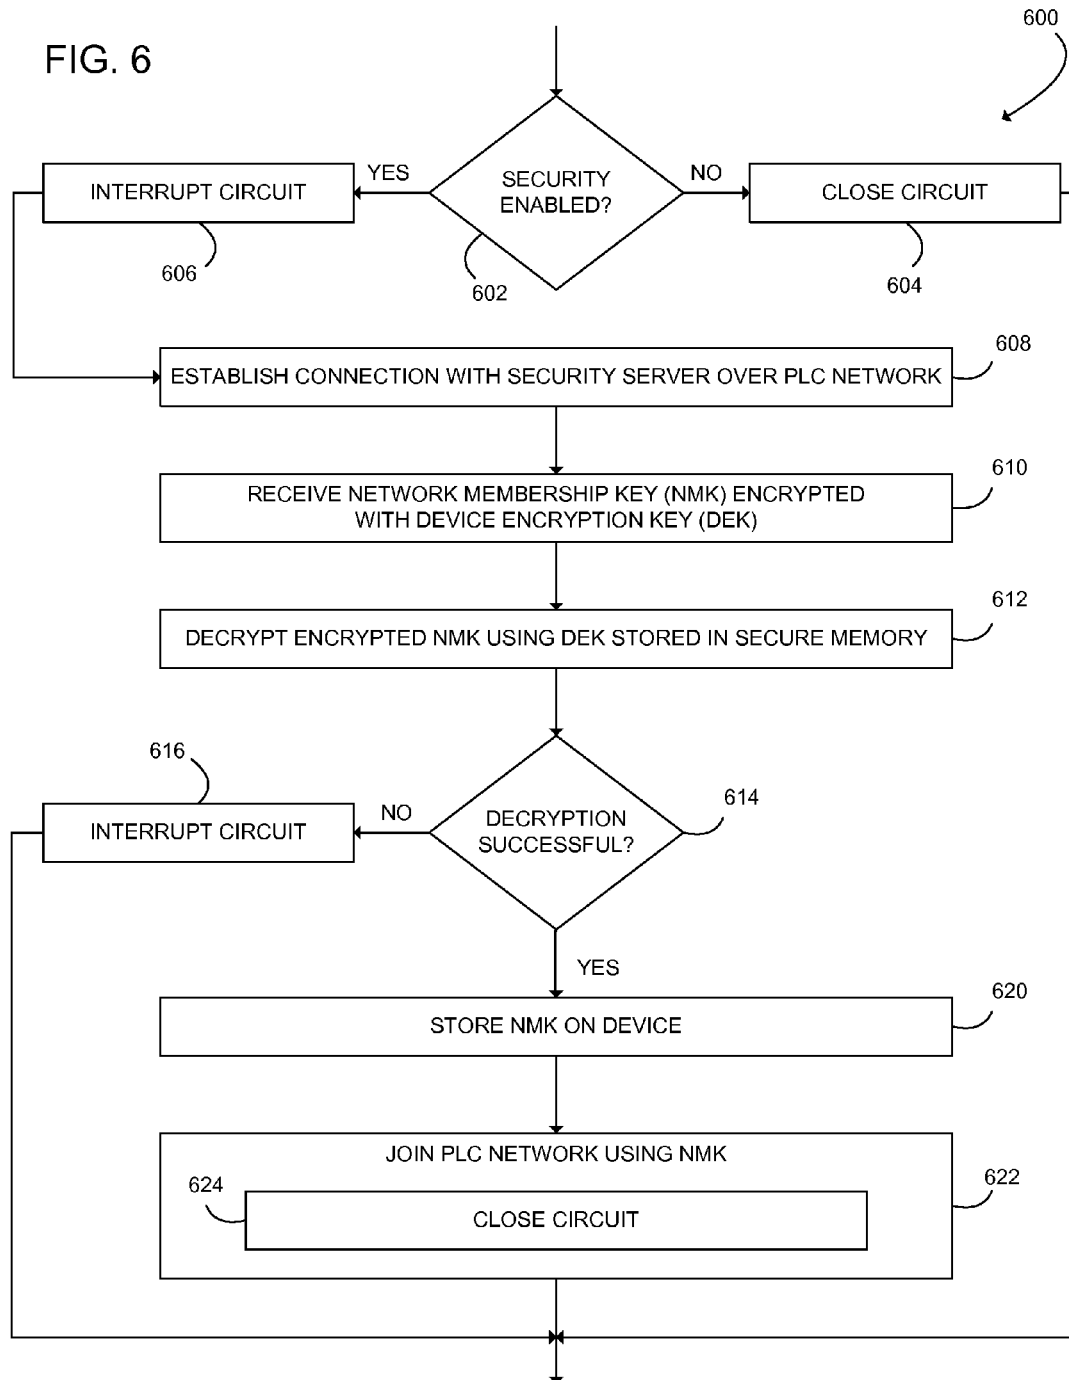 FIG. 6
600
SECURITY
ENABLED?
YES
NO
INTERRUPT CIRCUIT
CLOSE CIRCUIT
606
602
604
608
ESTABLISH CONNECTION WITH SECURITY SERVER OVER PLC NETWORK
610
RECEIVE NETWORK MEMBERSHIP KEY (NMK) ENCRYPTED
WITH DEVICE ENCRYPTION KEY (DEK)
612
DECRYPT ENCRYPTED NMK USING DEK STORED IN SECURE MEMORY
616
614
INTERRUPT CIRCUIT
NO
DECRYPTION
SUCCESSFUL?
YES
620
STORE NMK ON DEVICE
JOIN PLC NETWORK USING NMK
624
622
CLOSE CIRCUIT